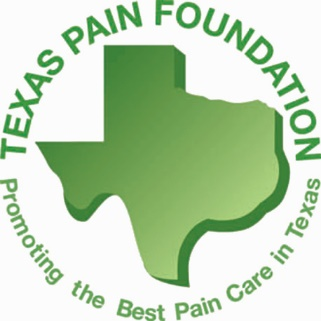 TEXAS PAIN FOUNDATION
Promoting the Best Pain Care in Texas